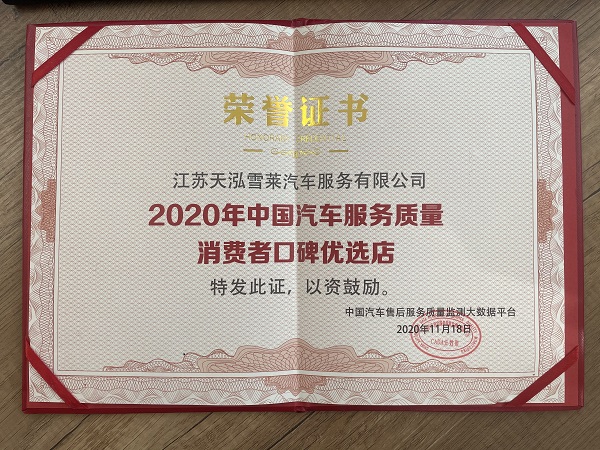 荣誉证书
江苏天泓雪莱汽车服务有限公司
2020年中国汽车服务质量
消费者口碑优选店
特发此证，以资鼓励。
中国汽车售后服务质量监测大数据平台
2020年11月18日